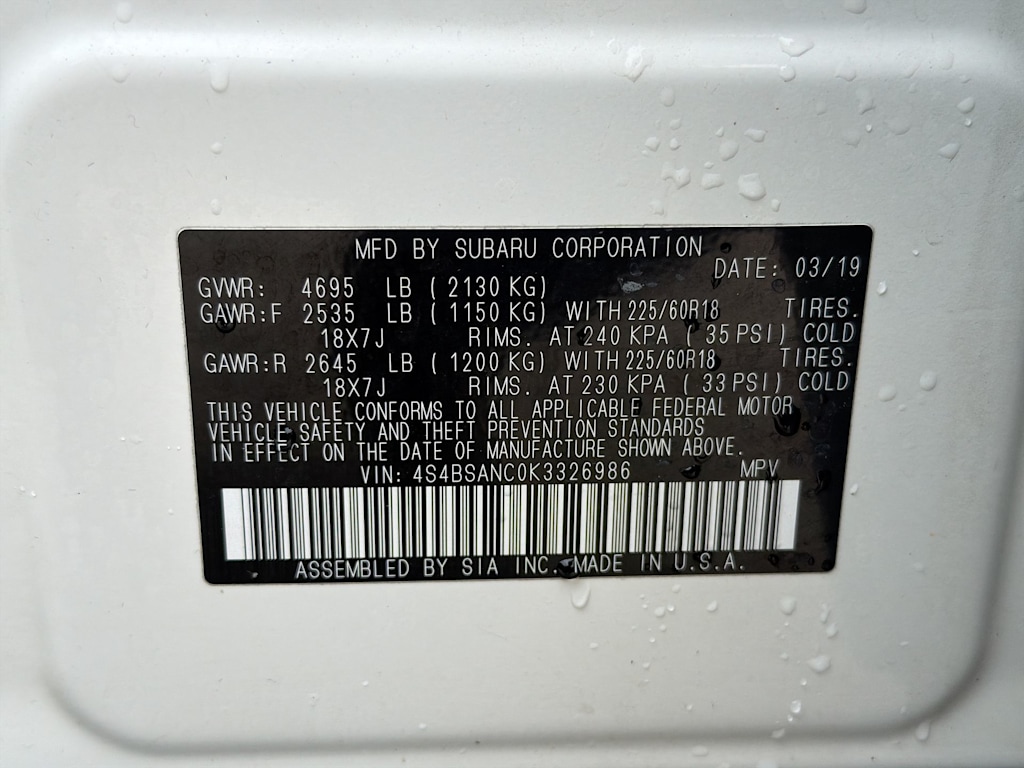 MFD BY SUBARU CORPORATION
DATE: 03/19
GVWR: 4695 LB ( 2130 KG)
GAWR:F 2535 LB ( 1150 KG) WITH 225/60R18 TIRES.
18X7J RIMS. AT 240 KPA ( 35 PSI) COLD
GAWR:R 2645 LB ( 1200 KG) WITH 225/60R18 TIRES.
18X7J RIMS. AT 230 KPA ( 33 PSI) COLD
THIS VEHICLE CONFORMS TO ALL APPLICABLE FEDERAL MOTOR
VEHICLE SAFETY AND THEFT PREVENTION STANDARDS
IN EFFECT ON THE DATE OF MANUFACTURE SHOWN ABOVE.
VIN: 4S4BSANC0K3326986 MPV
ASSEMBLED BY SIA INC. MADE IN U.S.A.